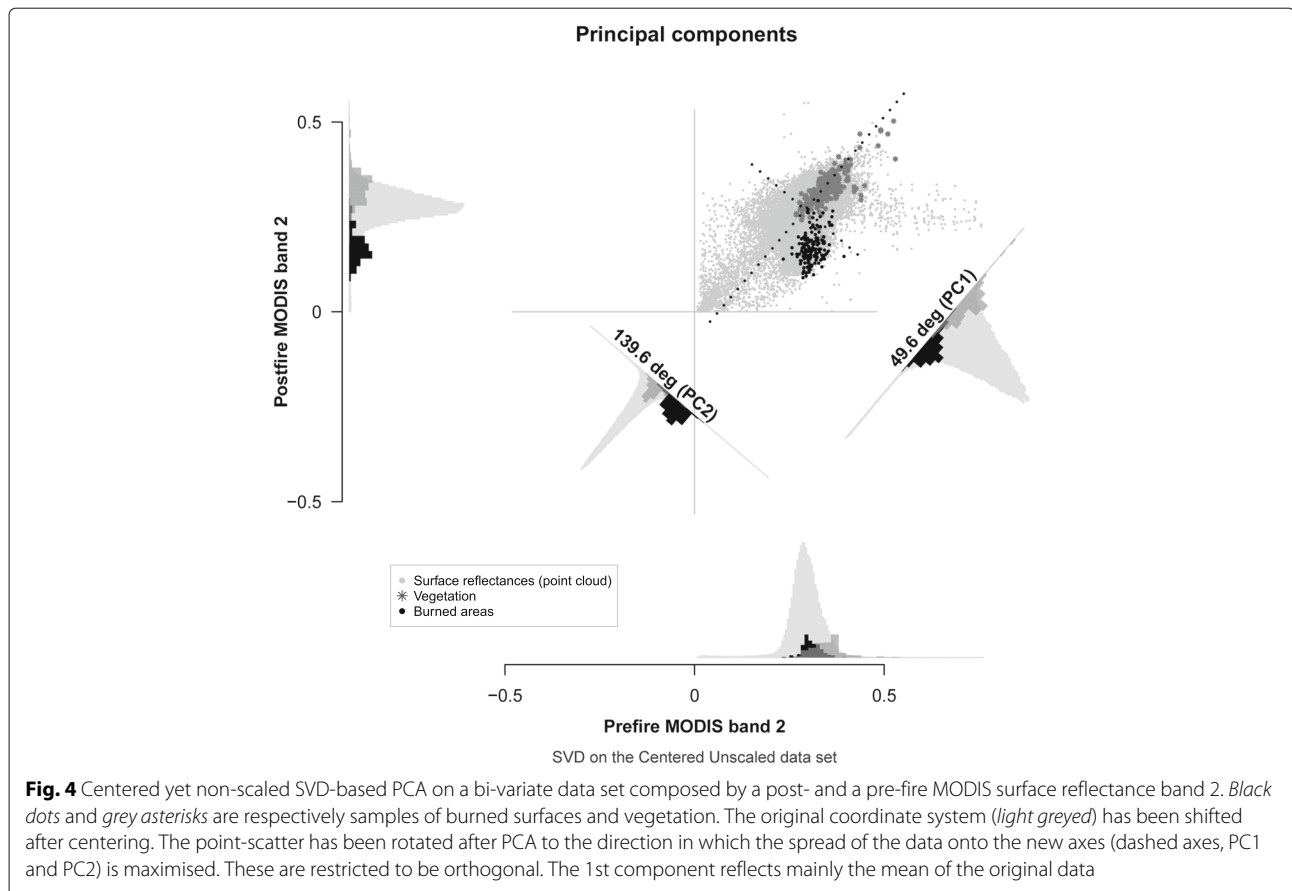 Principal components
0.5
0
−0.5
Postfire MODIS band 2
139.6 deg (PC2)
49.6 deg (PC1)
Surface reflectances (point cloud)
Vegetation
Burned areas
−0.5
0
0.5
Prefire MODIS band 2
SVD on the Centered Unscaled data set
Fig. 4 Centered yet non-scaled SVD-based PCA on a bi-variate data set composed by a post- and a pre-fire MODIS surface reflectance band 2. Black
dots and grey asterisks are respectively samples of burned surfaces and vegetation. The original coordinate system (light greyed) has been shifted
after centering. The point-scatter has been rotated after PCA to the direction in which the spread of the data onto the new axes (dashed axes, PC1
and PC2) is maximised. These are restricted to be orthogonal. The 1st component reflects mainly the mean of the original data